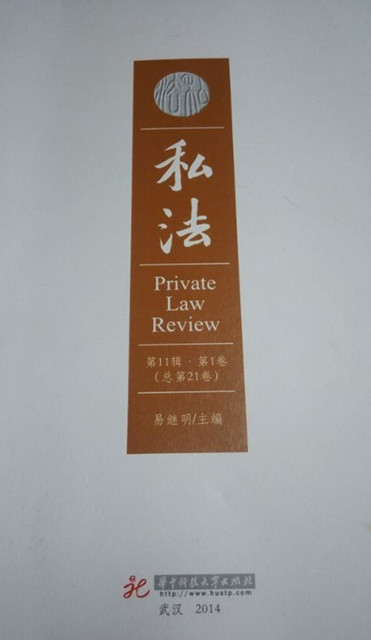 私法
Private
Law
Review
第11辑·第1卷
(总第21卷)
易继明/主编
华中科技大学出版社
http://www.hustp.com
武汉 2014